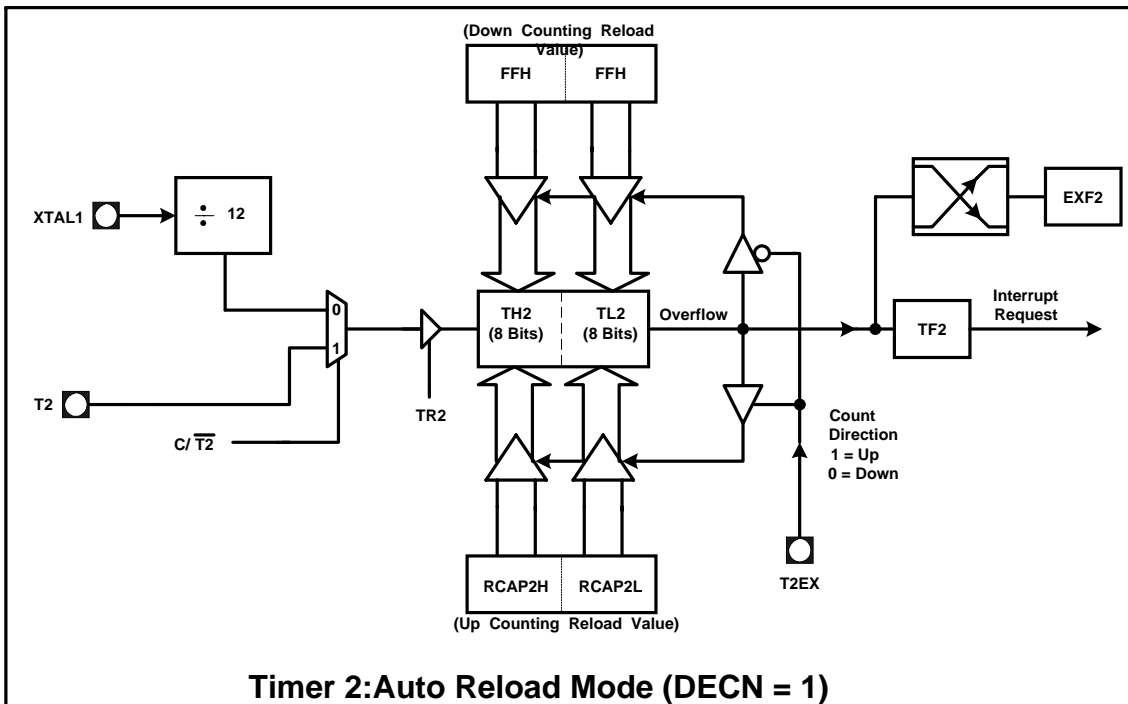 (Down Counting Reload
Value)
FFH
FFH
XTAL1
÷ 12
EXF2
0
1
TH2
(8 Bits)
TL2
(8 Bits)
Overflow
TF2
Interrupt
Request
T2
TR2
C/ T2
Count
Direction
1 = Up
0 = Down
RCAP2H
RCAP2L
T2EX
(Up Counting Reload Value)
Timer 2:Auto Reload Mode (DECN = 1)